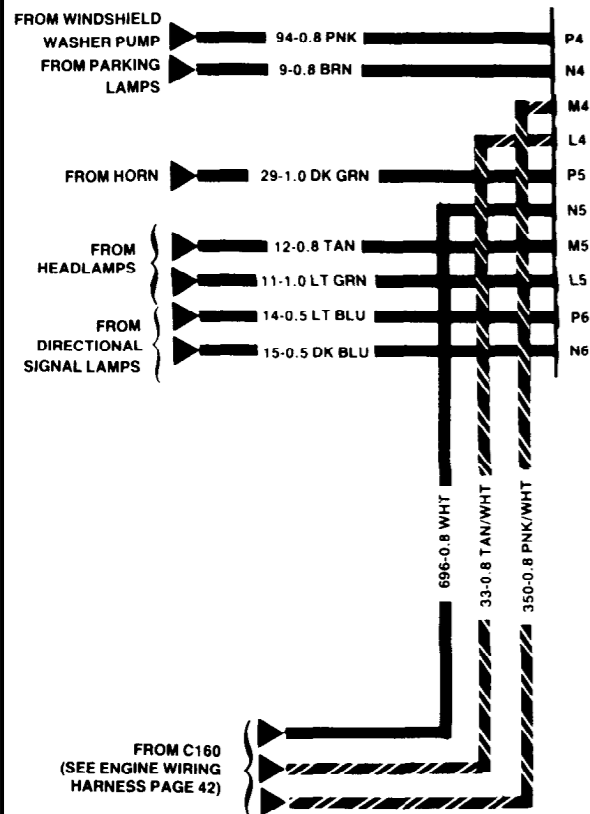 FROM WINDSHIELD
WASHER PUMP
94-0.8 PNK
P4
FROM PARKING
LAMPS
9-0.8 BRN
N4
M4
L4
FROM HORN
29-1.0 DK GRN
P5
N5
FROM
HEADLAMPS
12-0.8 TAN
M5
11-1.0 LT GRN
L5
FROM
DIRECTIONAL
SIGNAL LAMPS
14-0.5 LT BLU
P6
15-0.5 DK BLU
N6
696-0.8 WHT
33-0.8 TAN/WHT
350-0.8 PNK/WHT
FROM C160
(SEE ENGINE WIRING
HARNESS PAGE 42)